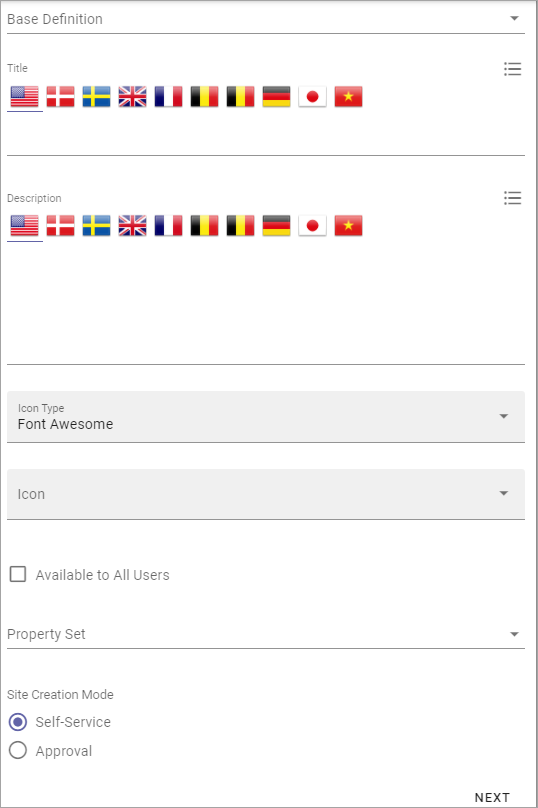 Base Definition
Title
Description
Icon Type
Font Awesome
Icon
Available to All Users
Property Set
Site Creation Mode
Self-Service
Approval
NEXT